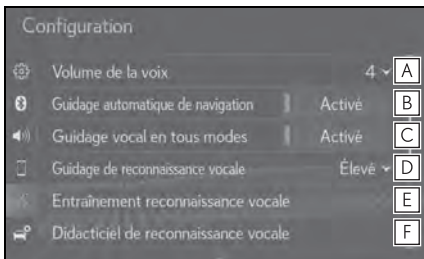 Configuration
Volume de la voix 4 A
Guidage automatique de navigation Activé B
Guidage vocal en tous modes Activé C
Guidage de reconnaissance vocale Élevé D
Entraînement reconnaissance vocale E
Didacticiel de reconnaissance vocale F